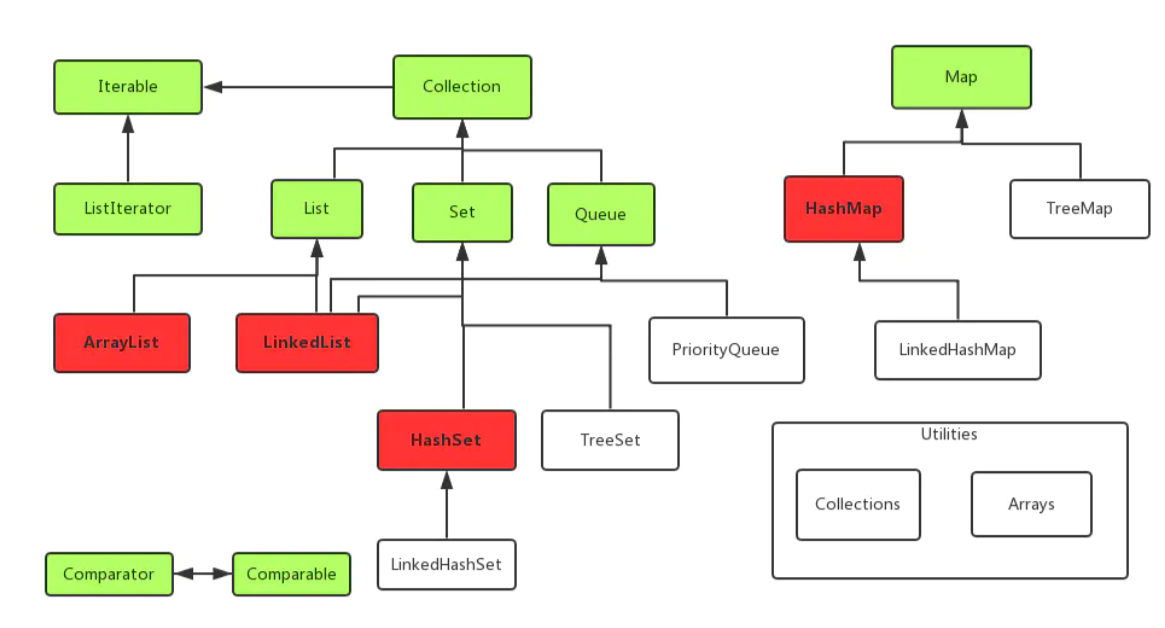 Iterable
Collection
Map
ListIterator
List
Set
Queue
HashMap
TreeMap
ArrayList
LinkedList
PriorityQueue
LinkedHashMap
HashSet
TreeSet
Utilities
Collections
Arrays
LinkedHashSet
Comparator
Comparable